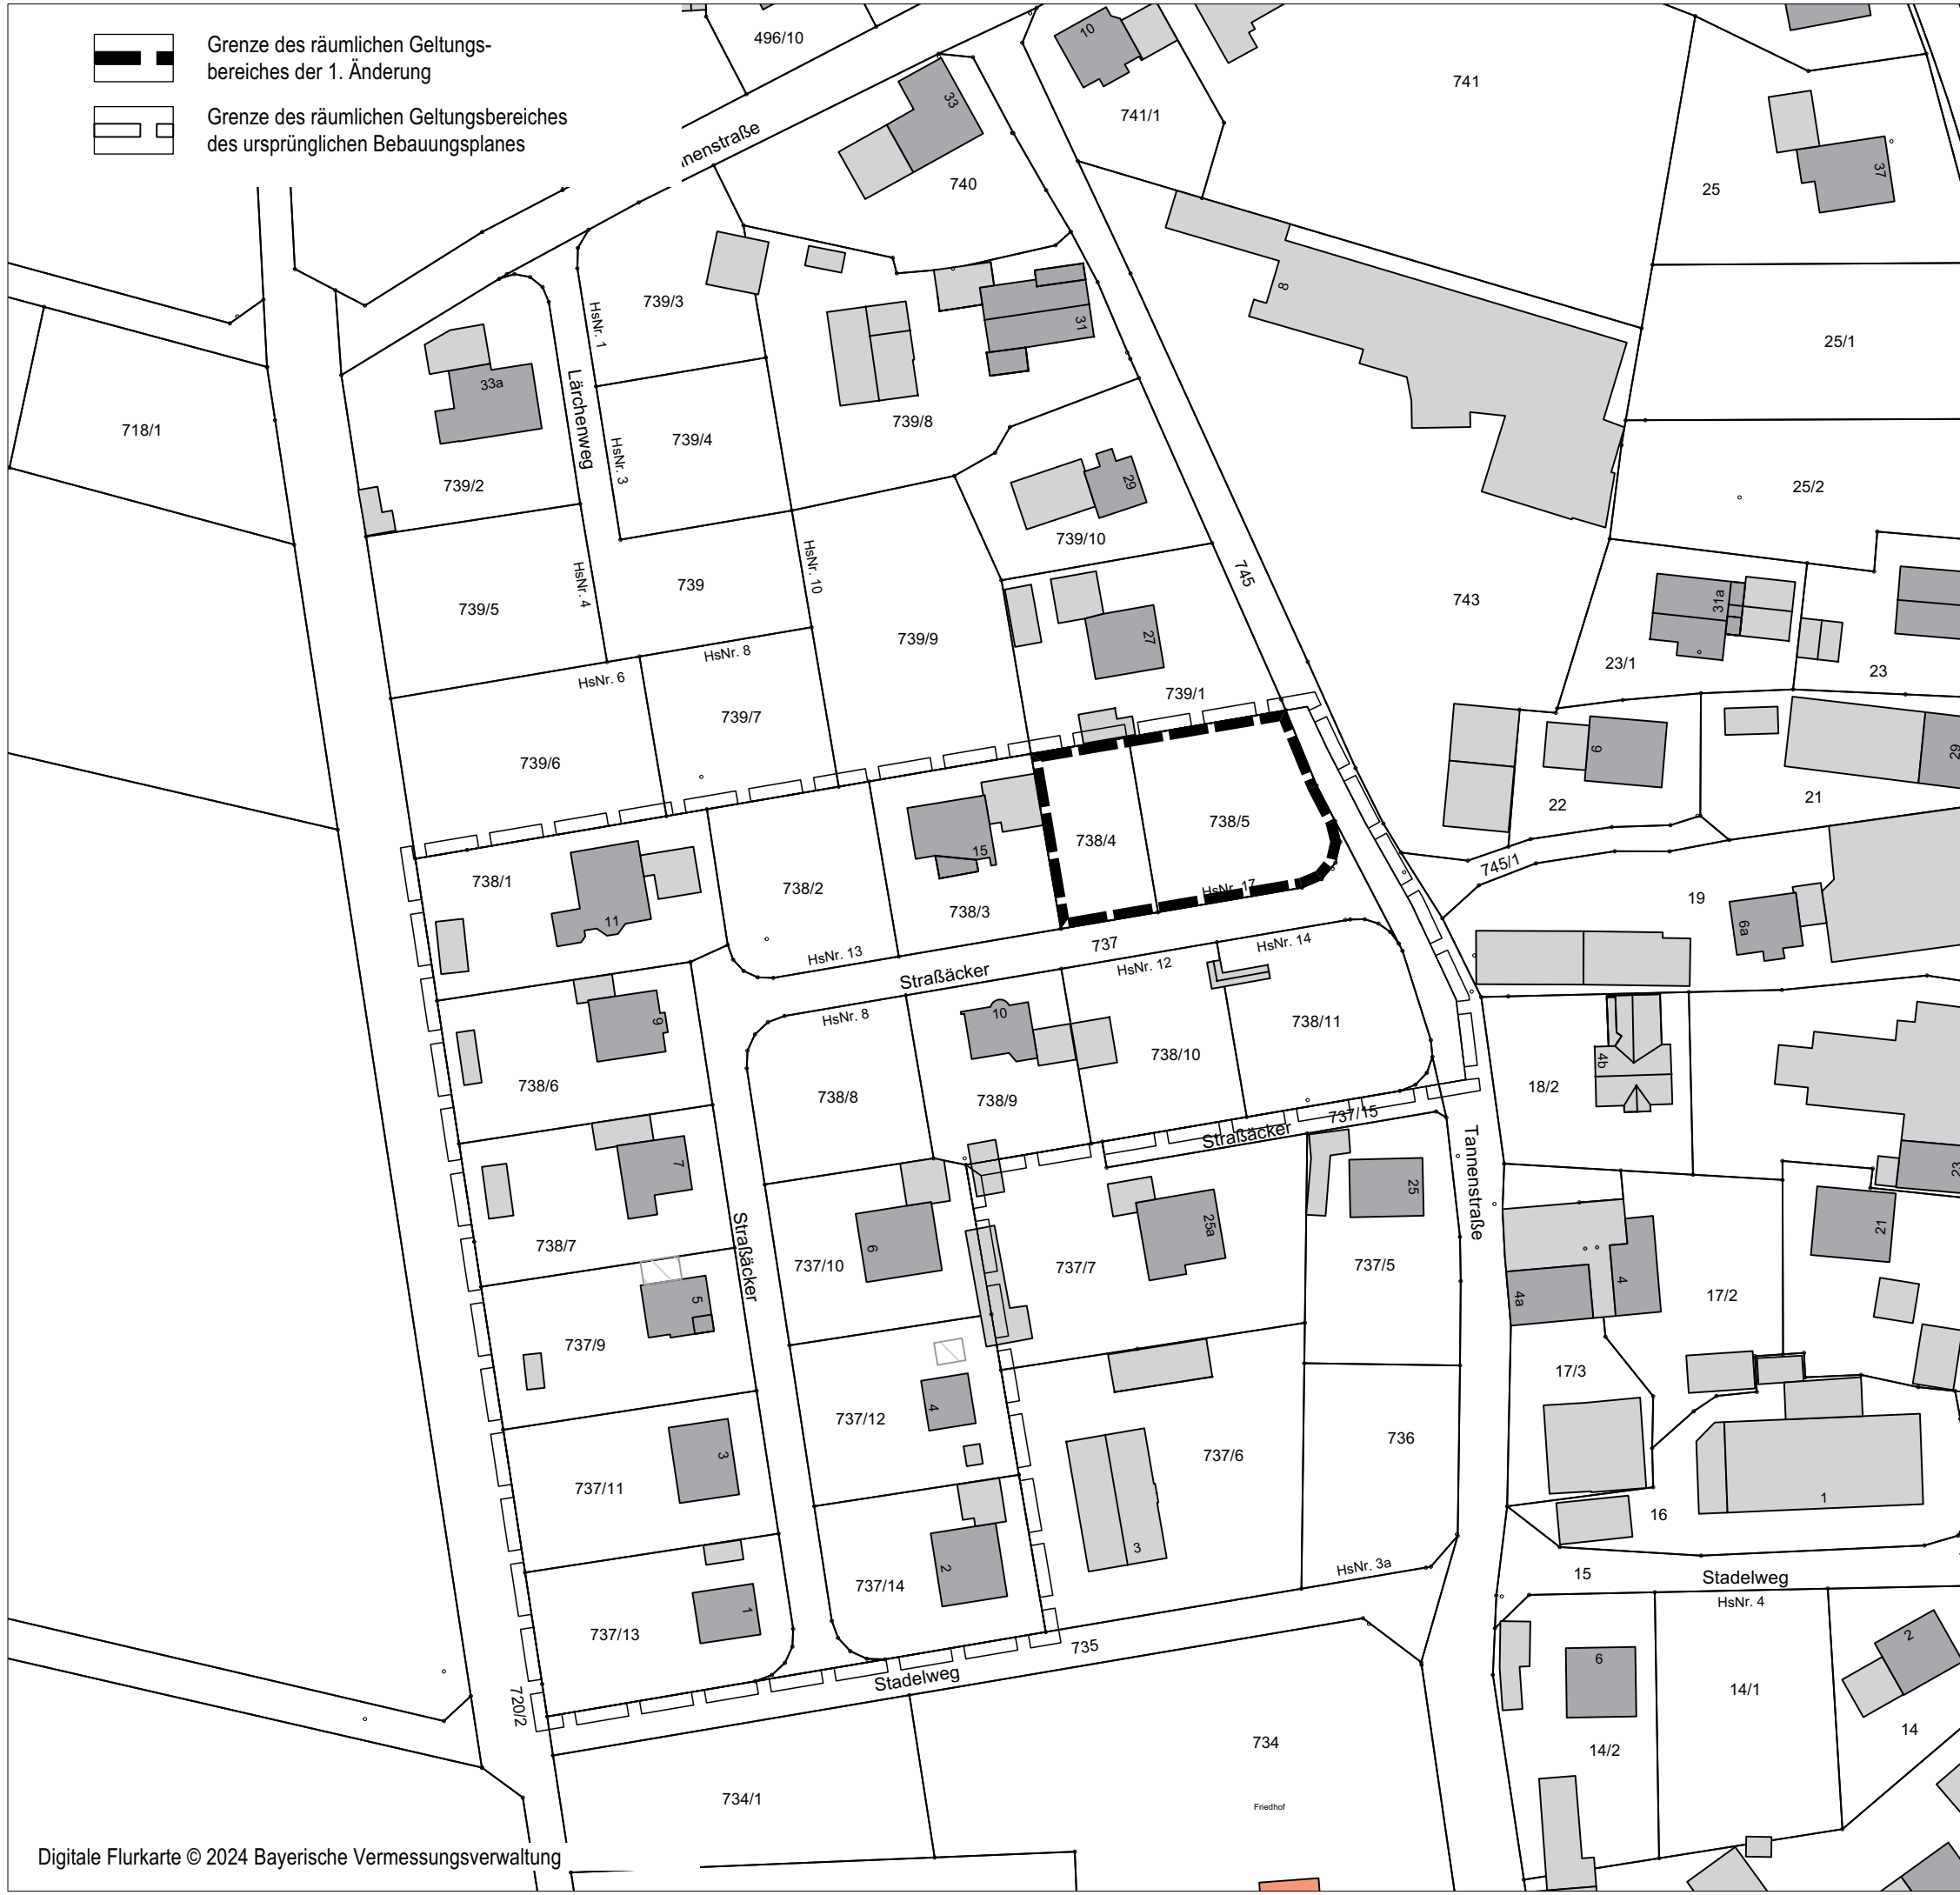 Grenze des räumlichen Geltungs-
bereiches der 1. Änderung
Grenze des räumlichen Geltungsbereiches
des ursprünglichen Bebauungsplanes
496/10
nenstraße
33
740
10
741/1
741
25
37
739/3
HsNr. 1
31
8
25/1
718/1
33a
Lärchenweg
739/2
739/4
HsNr. 3
739/8
29
739/10
25/2
739/5
HsNr. 4
739
HsNr. 10
739/9
27
745
743
31a
23/1
23
HsNr. 6
HsNr. 8
739/6
739/7
739/1
9
22
29
21
738/1
11
738/2
15
738/3
738/4
738/5
HsNr. 17
745/1
19
6a
HsNr. 13
737
Straßäcker
HsNr. 12
HsNr. 14
9
738/6
HsNr. 8
10
738/8
738/9
738/10
738/11
4b
18/2
737/15
Straßäcker
Tannenstraße
23
7
738/7
Straßäcker
737/10
6
737/7
25a
25
737/5
21
4
4a
17/2
5
737/9
737/12
4
17/3
3
737/11
737/6
736
3
1
16
737/13
1
737/14
2
HsNr. 3a
15
Stadelweg
HsNr. 4
735
Stadelweg
720/2
6
14/2
14/1
2
14
734/1
734
Friedhof
Digitale Flurkarte © 2024 Bayerische Vermessungsverwaltung